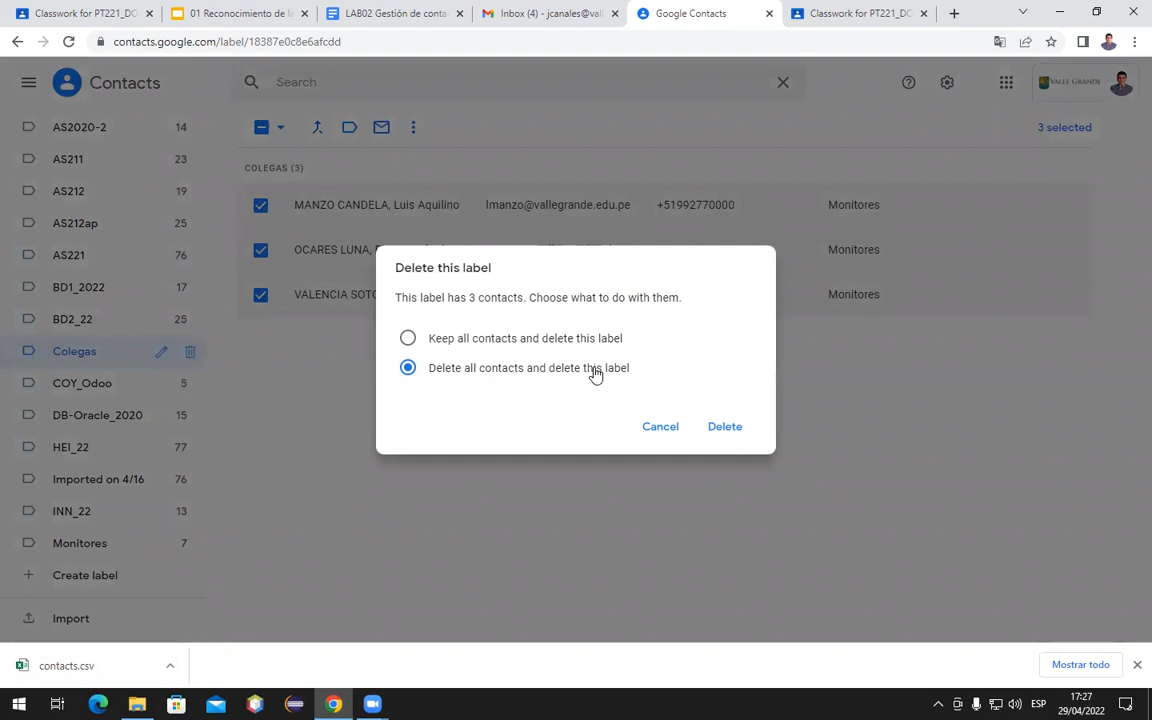 Classwork for PT221_DO
01 Reconocimiento de la
LAB02 Gestión de conta
Inbox (4) - jcanales@val
Google Contacts
Classwork for PT221_DO
contacts.google.com/label/18387e0c8e6afcdd
Contacts
Search
VALLE GRANDE
AS2020-2 14
3 selected
AS211 23
COLEGAS (3)
AS212 19
MANZO CANDELA, Luis Aquilino lmanzo@vallegrande.edu.pe +51992770000 Monitores
AS212ap 25
OCARES LUNA, Monitores
AS221 76
BD1_2022 17
VALENCIA SOTO Monitores
BD2_22 25
Colegas
COY_Odoo 5
DB-Oracle_2020 15
HEI_22 77
Imported on 4/16 76
INN_22 13
Monitores 7
Create label
Import
Delete this label
This label has 3 contacts. Choose what to do with them.
Keep all contacts and delete this label
Delete all contacts and delete this label
Cancel Delete
contacts.csv
Mostrar todo
ESP
17:27
29/04/2022